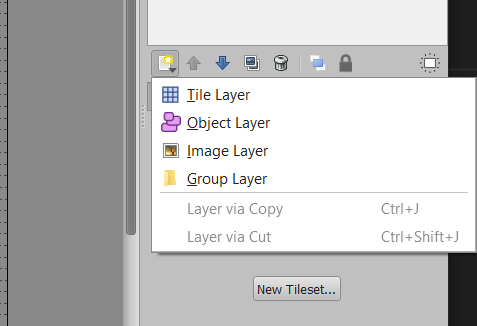 Tile Layer
Object Layer
Image Layer
Group Layer
Layer via Copy Ctrl+J
Layer via Cut Ctrl+Shift+J
New Tileset...